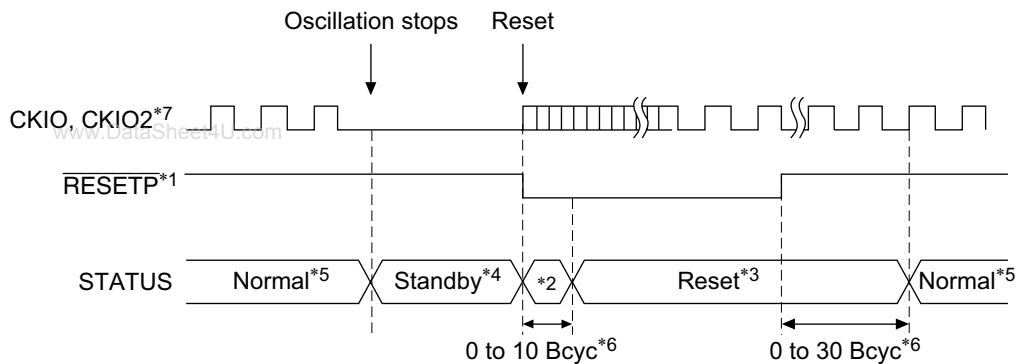 Oscillation stops
Reset
CKIO, CKIO2*7
www.DataSheet4U.com
RESETP*1
STATUS
Normal*5
Standby*4
*2
Reset*3
Normal*5
0 to 10 Bcyc*6
0 to 30 Bcyc*6